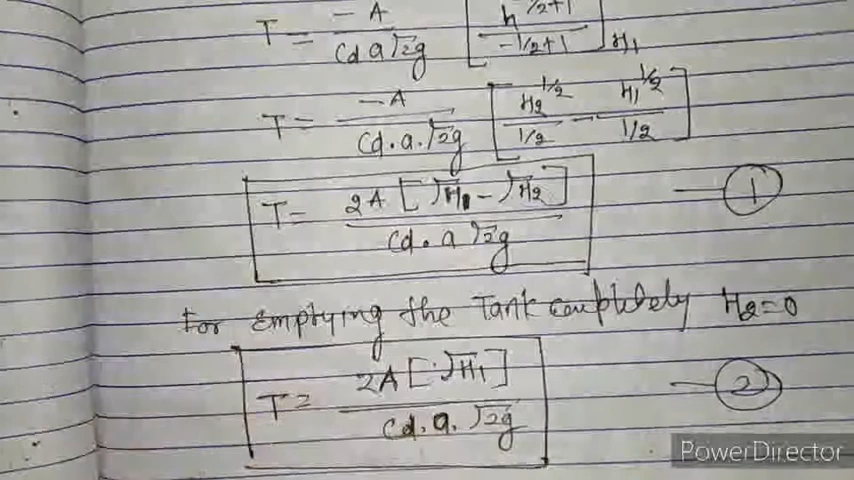 T = -A / Cd a √2g [ h^-1/2+1 / -1/2+1 ] H1
T = -A / Cd . a . √2g [ H2^1/2 / 1/2 - H1^1/2 / 1/2 ]
T = 2A [ √H1 - √H2 ] / Cd . a √2g — 1
For Emptying the Tank completely H2=0
T = 2A [ √H1 ] / Cd . a . √2g — 2
PowerDirector